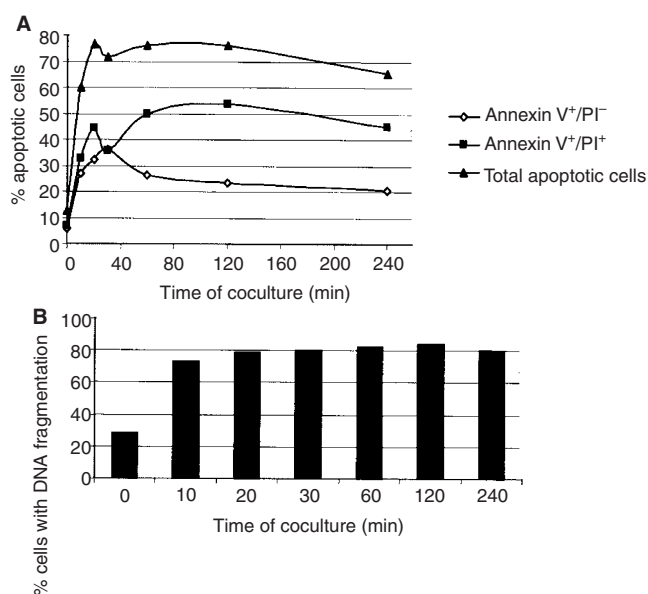 A
80
70
60
50
40
30
20
10
0
% apoptotic cells
0 40 80 120 160 200 240
Time of coculture (min)
Annexin V⁺/PI⁻
Annexin V⁺/PI⁺
Total apoptotic cells
B
100
80
60
40
20
0
% cells with DNA fragmentation
0 10 20 30 60 120 240
Time of coculture (min)